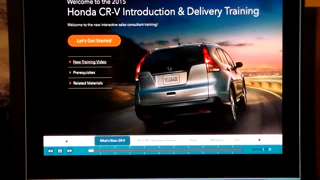 Welcome to the 2015
Honda CR-V Introduction & Delivery Training
Welcome to the new interactive sales consultant training!
Let's Get Started
New Training Video
Prerequisites
Related Materials
What's New CR-V